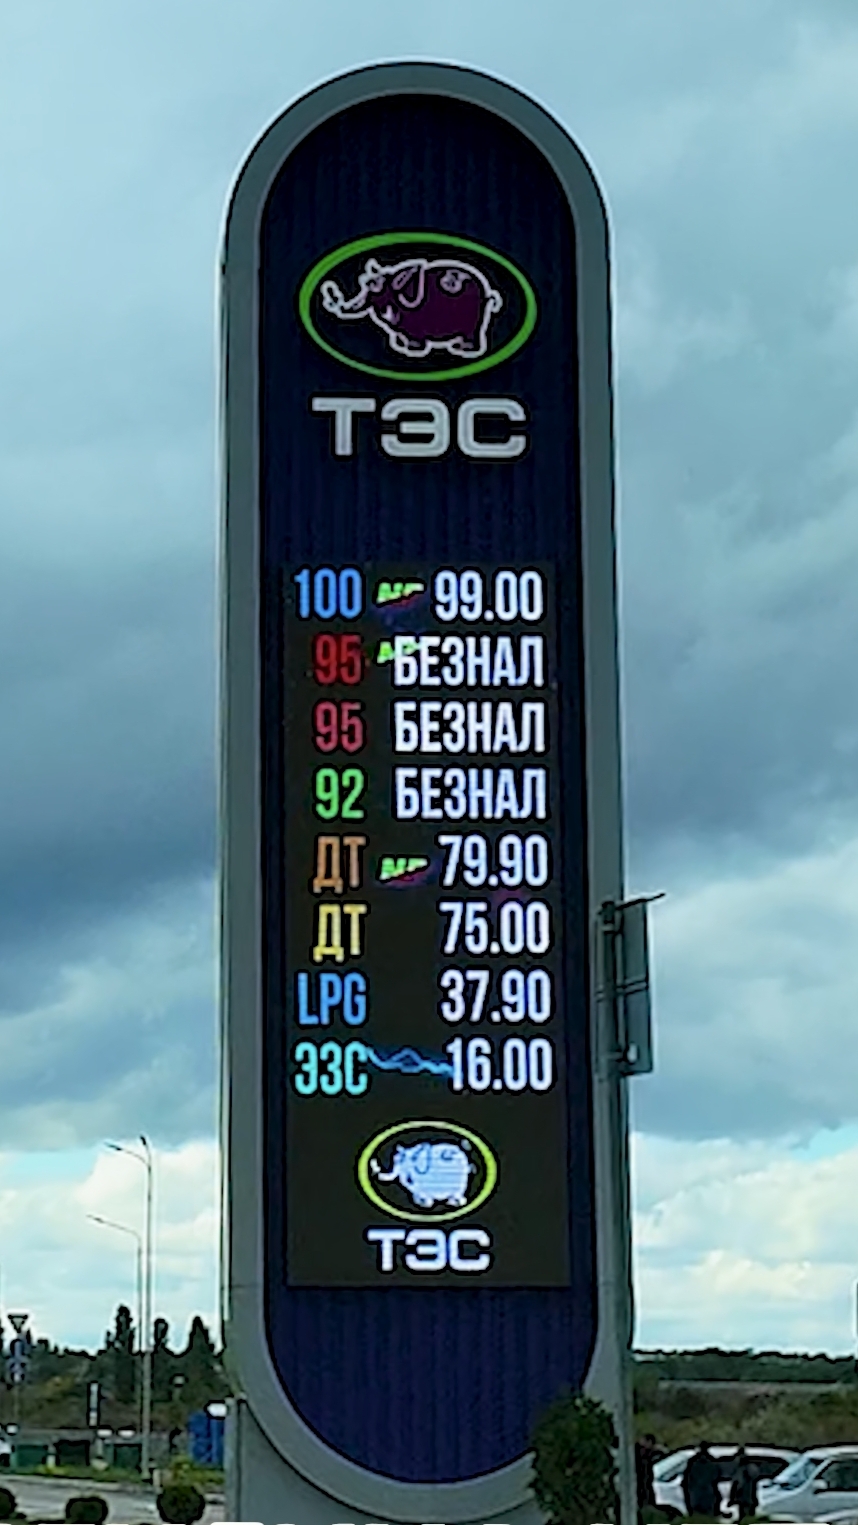 ТЭС
100 99.00
95 БЕЗНАЛ
95 БЕЗНАЛ
92 БЕЗНАЛ
ДТ 79.90
ДТ 75.00
LPG 37.90
ЭЗС 16.00
ТЭС